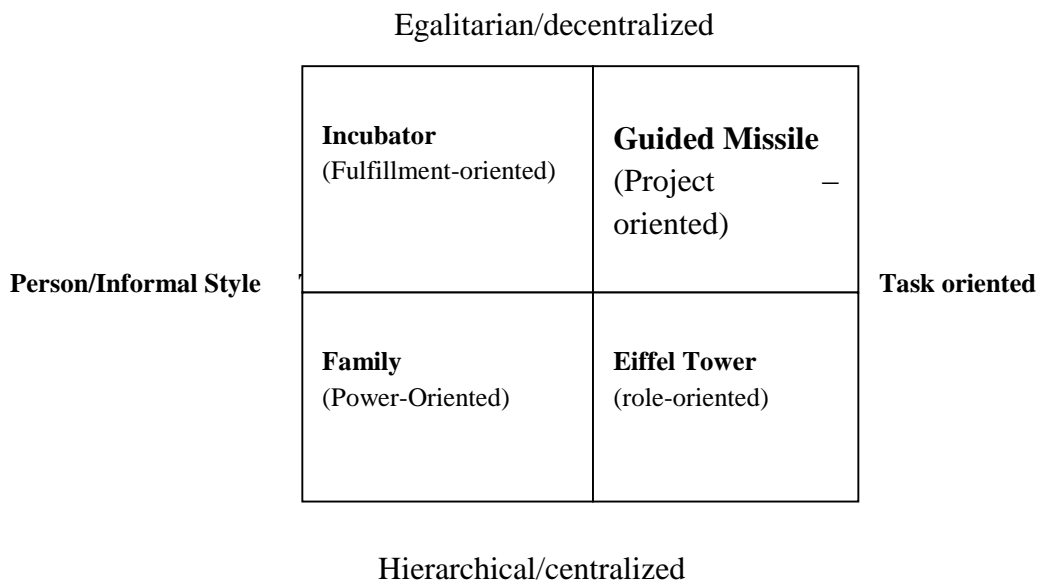 Egalitarian/decentralized
Incubator
(Fulfillment-oriented)
Guided Missile
(Project –
oriented)
Person/Informal Style
Task oriented
Family
(Power-Oriented)
Eiffel Tower
(role-oriented)
Hierarchical/centralized